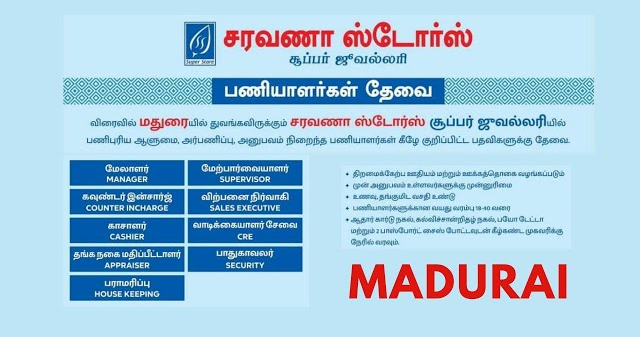 சரவணா ஸ்டோர்ஸ்
Super Store
சூப்பர் ஜுவல்லரி
பணியாளர்கள் தேவை
விரைவில் மதுரையில் துவங்கவிருக்கும் சரவணா ஸ்டோர்ஸ் சூப்பர் ஜுவல்லரியில்
பணிபுரிய ஆளுமை, அர்பணிப்பு, அனுபவம் நிறைந்த பணியாளர்கள் கீழே குறிப்பிட்ட பதவிகளுக்கு தேவை.
மேலாளர்
MANAGER
மேற்பார்வையாளர்
SUPERVISOR
கவுண்டர் இன்சார்ஜ்
COUNTER INCHARGE
விற்பனை நிர்வாகி
SALES EXECUTIVE
காசாளர்
CASHIER
வாடிக்கையாளர் சேவை
CRE
தங்க நகை மதிப்பீட்டாளர்
APPRAISER
பாதுகாவலர்
SECURITY
பராமரிப்பு
HOUSE KEEPING
• திறமைக்கேற்ப ஊதியம் மற்றும் ஊக்கத்தொகை வழங்கப்படும்
• முன் அனுபவம் உள்ளவர்களுக்கு முன்னுரிமை
• உணவு, தங்குமிட வசதி உண்டு
• பணியாளர்களுக்கான வயது வரம்பு 18-40 வரை
• ஆதார் கார்டு நகல், கல்விச்சான்றிதழ் நகல், பயோ டேட்டா
மற்றும் 2 பாஸ்போர்ட் சைஸ் போட்டவுடன் கீழ்கண்ட முகவரிக்கு
நேரில் வரவும்.
MADURAI